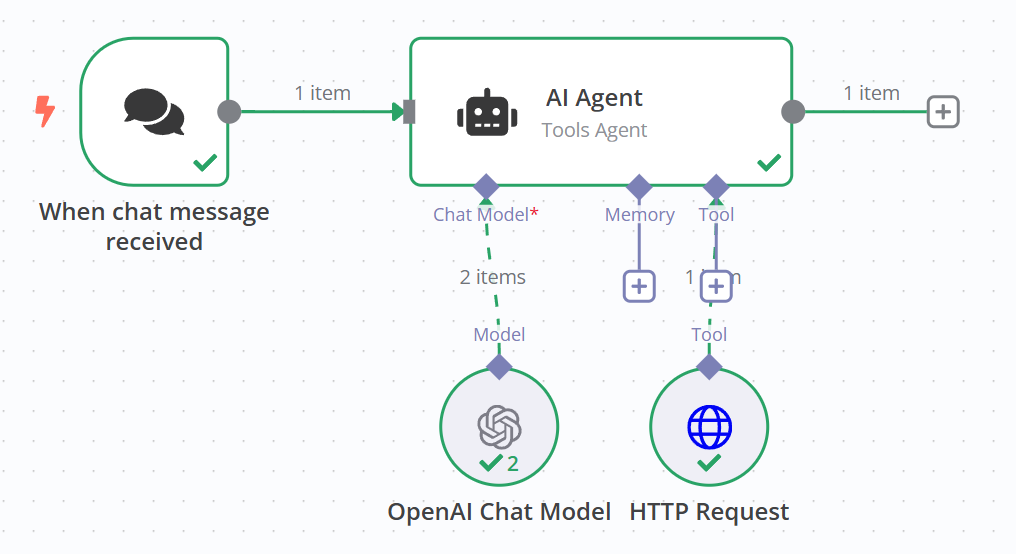 1 item
1 item
AI Agent
Tools Agent
When chat message
received
Chat Model*
Memory
Tool
2 items
1
Model
Tool
2
OpenAI Chat Model
HTTP Request